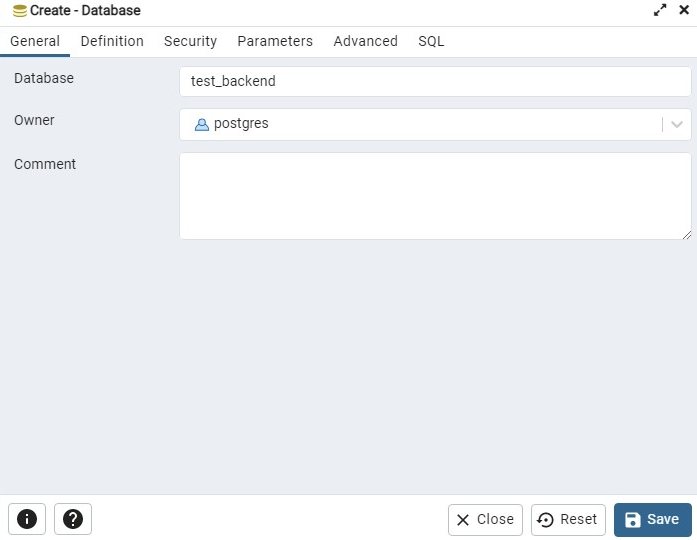 Create - Database
General Definition Security Parameters Advanced SQL
Database test_backend
Owner postgres
Comment
Close Reset Save